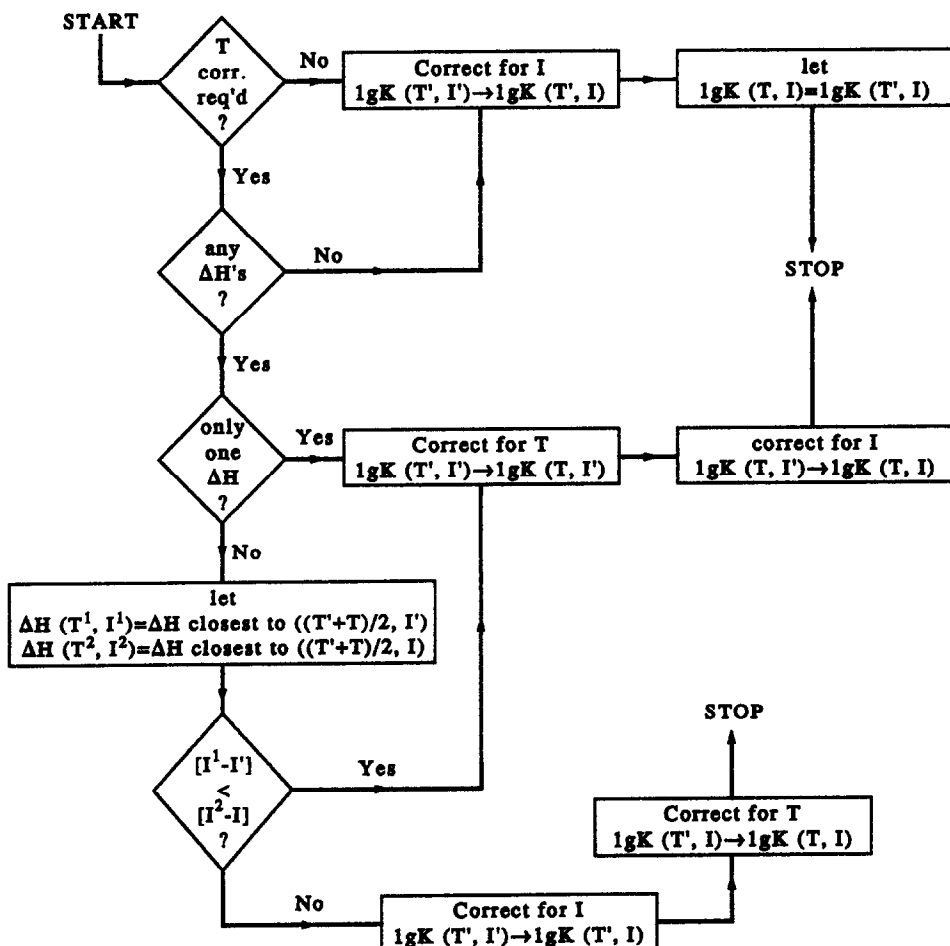 START
T
corr.
req'd
?
No
Correct for I
1gK (T', I')→1gK (T', I)
let
1gK (T, I)=1gK (T', I)
Yes
any
ΔH's
?
No
STOP
Yes
only
one
ΔH
?
Yes
Correct for T
1gK (T', I')→1gK (T, I')
correct for I
1gK (T, I')→1gK (T, I)
No
let
ΔH (T¹, I¹)=ΔH closest to ((T'+T)/2, I')
ΔH (T², I²)=ΔH closest to ((T'+T)/2, I)
[I¹-I']
<
[I²-I]
?
Yes
STOP
Correct for T
1gK (T', I)→1gK (T, I)
No
Correct for I
1gK (T', I')→1gK (T', I)